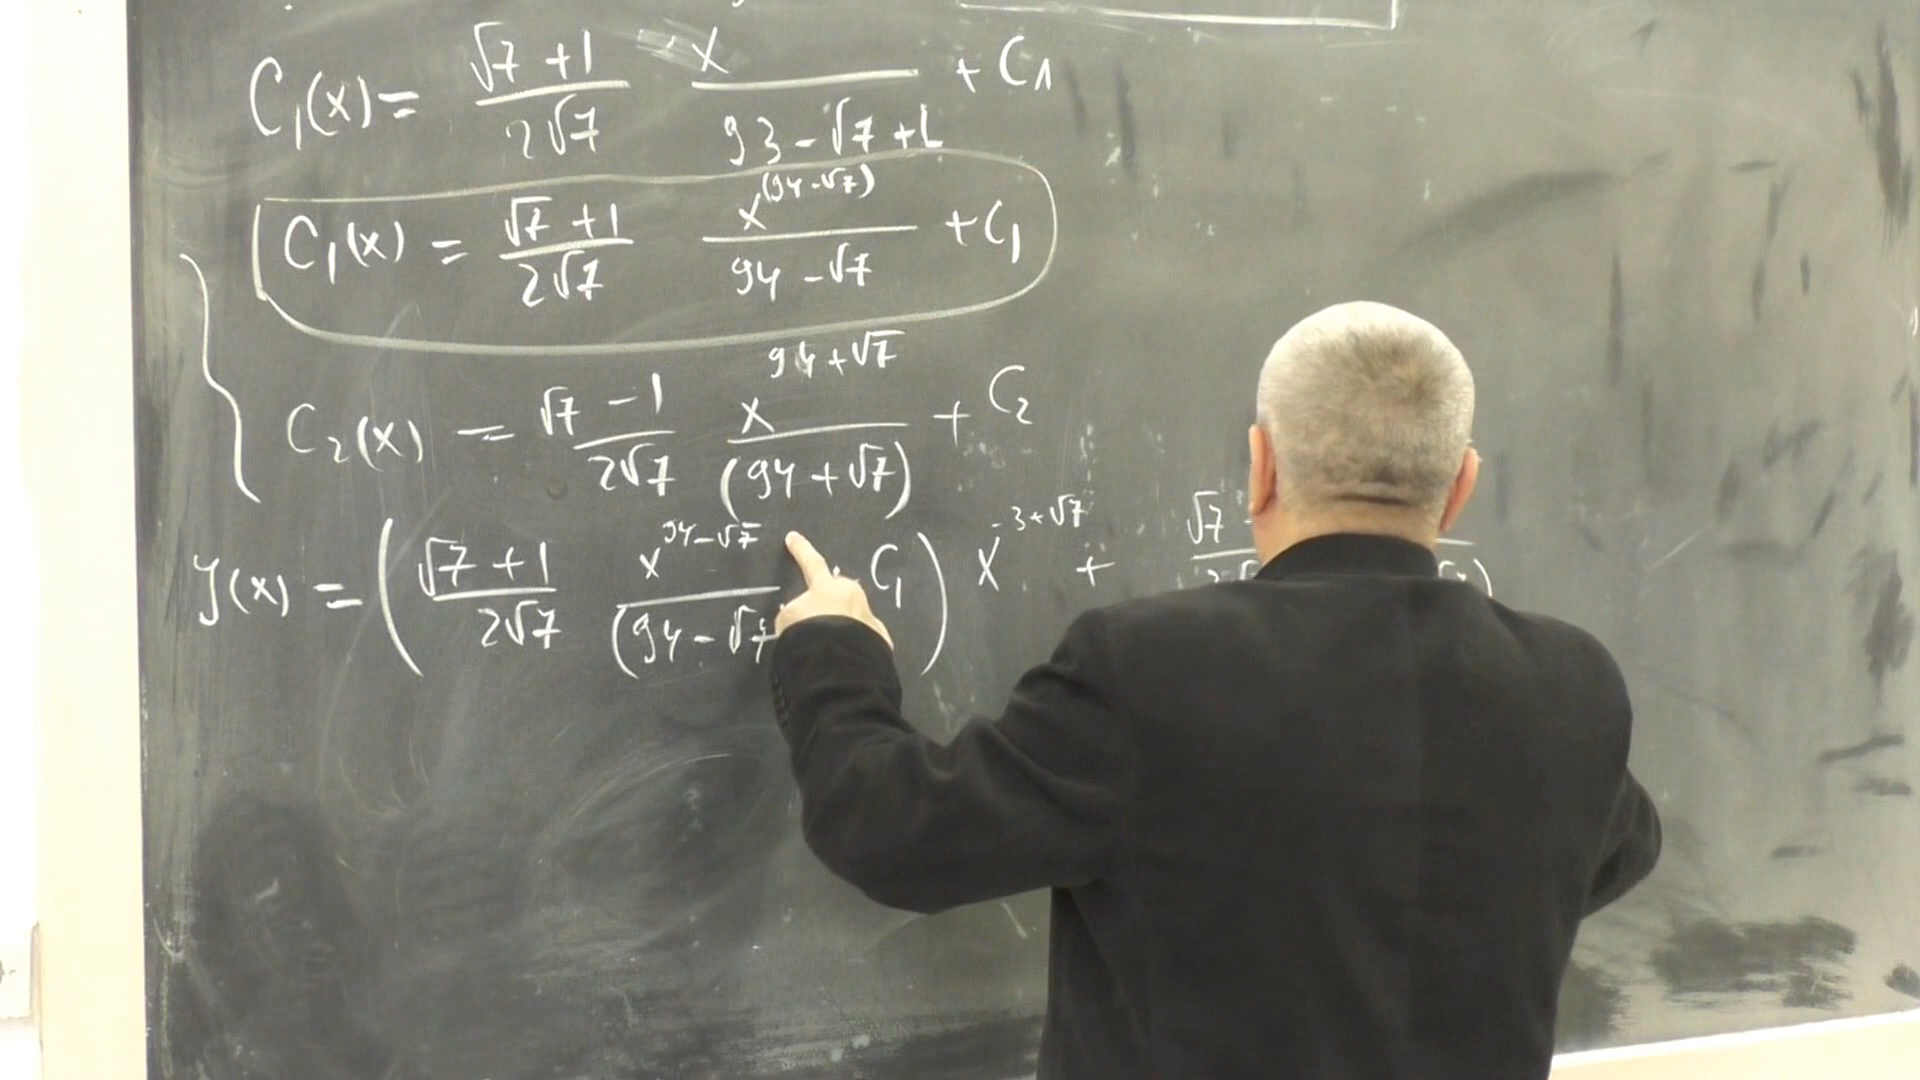 C₁(x) = (√7 + 1)/(2√7) · x/(93 - √7 + 1) + C₁
C₁(x) = (√7 + 1)/(2√7) x^(94-√7)/(94 - √7) + C₁
C₂(x) = (√7 - 1)/(2√7) x^(94+√7)/(94 + √7) + C₂
y(x) = ((√7 + 1)/(2√7) x^(94-√7)/(94 - √7 C₁) x^(-3+√7) + √7